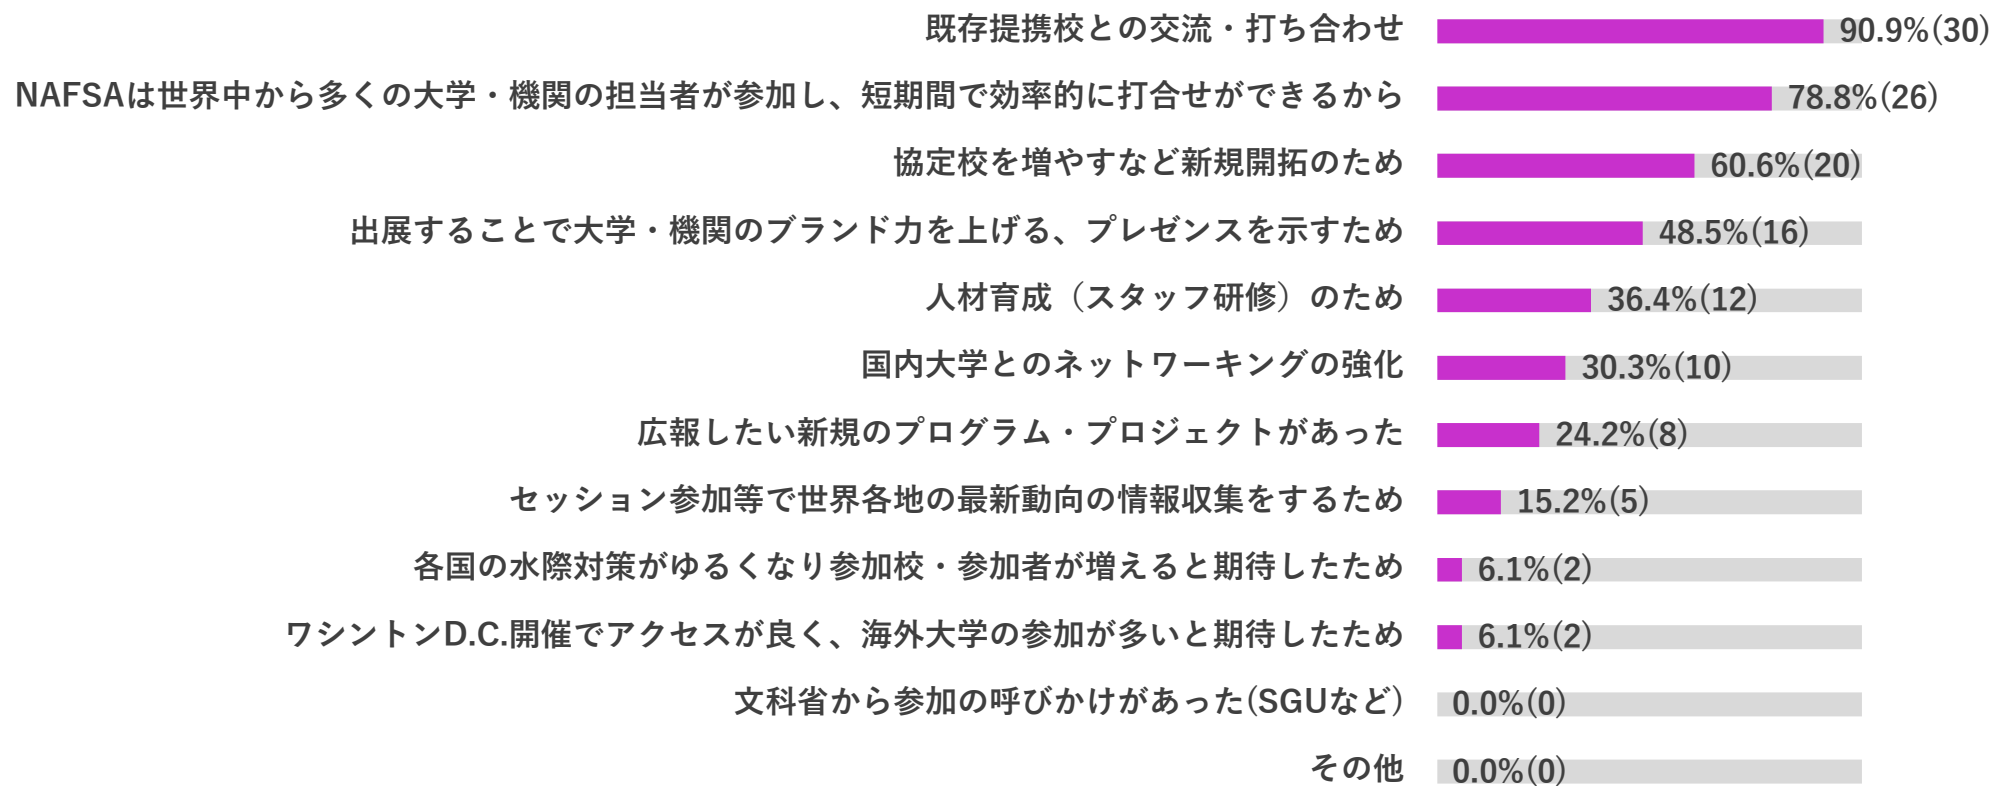 既存提携校との交流・打ち合わせ 90.9%(30)
NAFSAは世界中から多くの大学・機関の担当者が参加し、短期間で効率的に打合せができるから 78.8%(26)
協定校を増やすなど新規開拓のため 60.6%(20)
出展することで大学・機関のブランド力を上げる、プレゼンスを示すため 48.5%(16)
人材育成（スタッフ研修）のため 36.4%(12)
国内大学とのネットワーキングの強化 30.3%(10)
広報したい新規のプログラム・プロジェクトがあった 24.2%(8)
セッション参加等で世界各地の最新動向の情報収集をするため 15.2%(5)
各国の水際対策がゆるくなり参加校・参加者が増えると期待したため 6.1%(2)
ワシントンD.C.開催でアクセスが良く、海外大学の参加が多いと期待したため 6.1%(2)
文科省から参加の呼びかけがあった(SGUなど) 0.0%(0)
その他 0.0%(0)